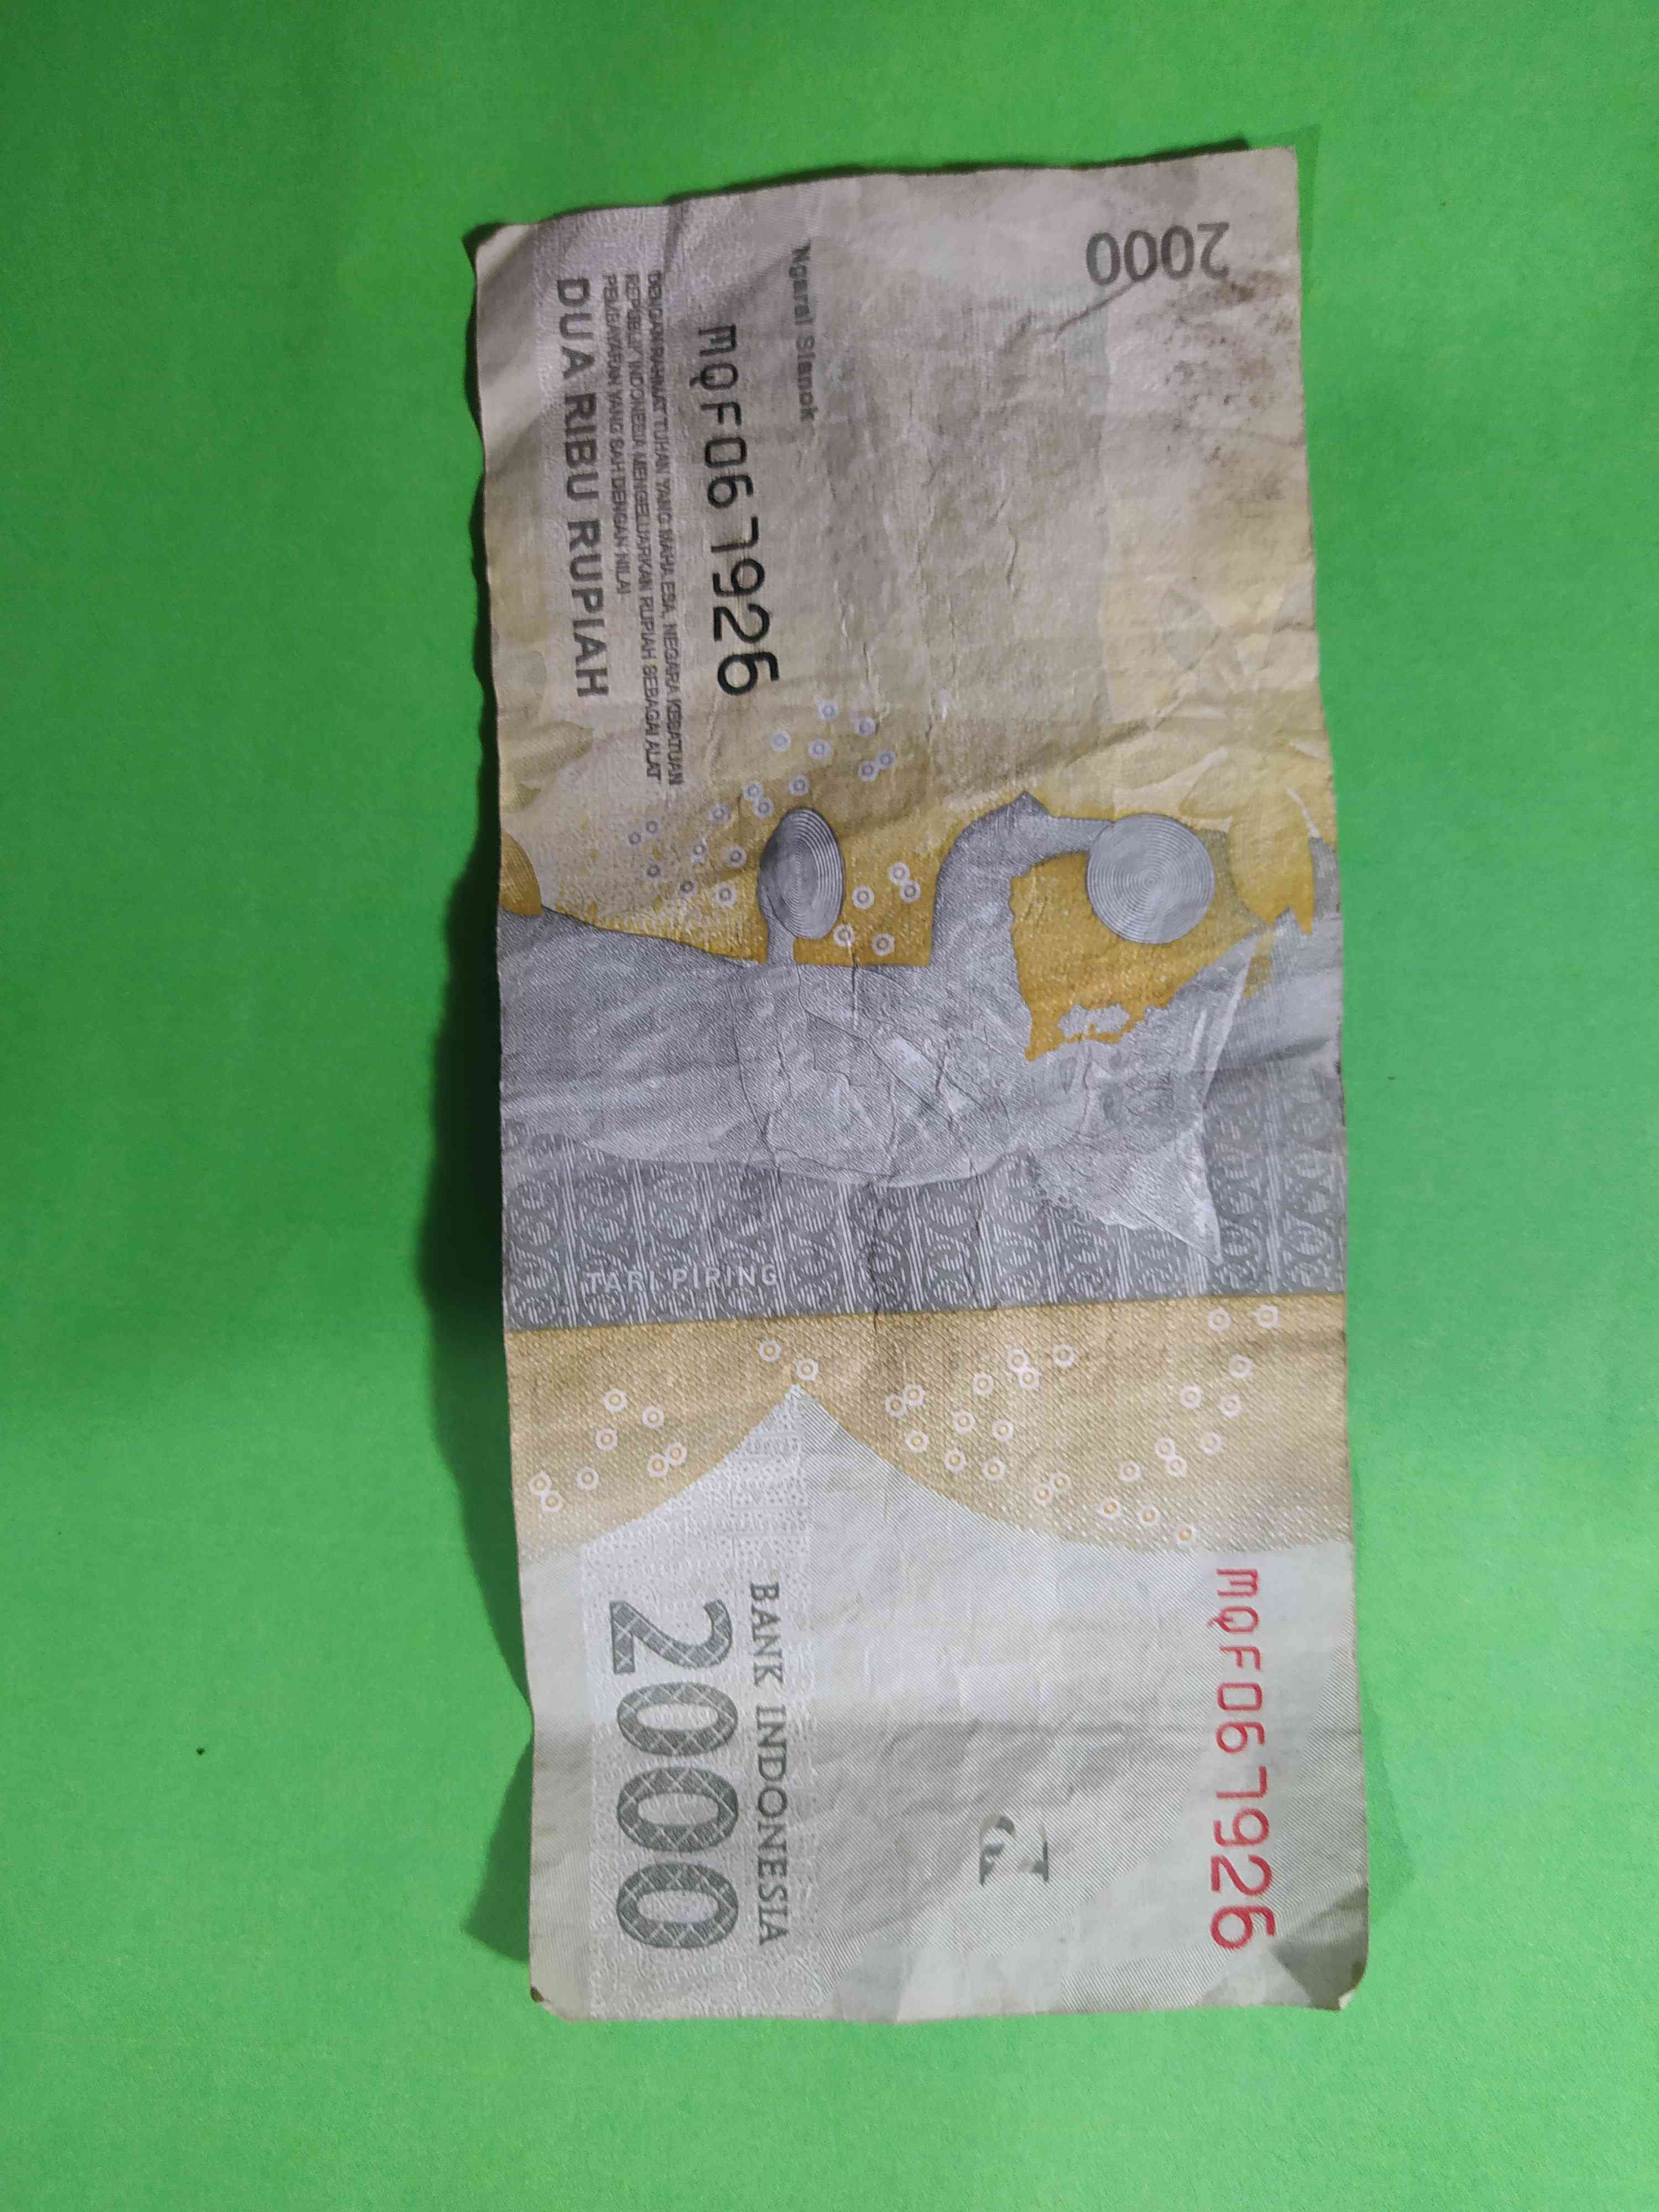 2000
Ngarai Sianok
MQF067926
DENGAN RAHMAT TUHAN YANG MAHA ESA, NEGARA KESATUAN
REPUBLIK INDONESIA MENGELUARKAN RUPIAH SEBAGAI ALAT
PEMBAYARAN YANG SAH DENGAN NILAI
DUA RIBU RUPIAH
TARI PIRING
MQF067926
BANK INDONESIA
2000